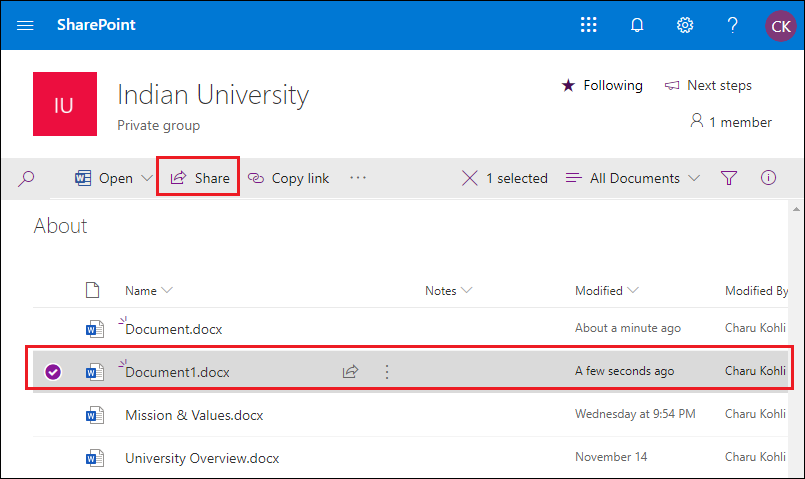 SharePoint ? CK
IU
Indian University
Private group
Following Next steps
1 member
Open Share Copy link ... 1 selected All Documents
About
Name Notes Modified Modified By
Document.docx About a minute ago Charu Kohli
Document1.docx A few seconds ago Charu Kohli
Mission & Values.docx Wednesday at 9:54 PM Charu Kohli
University Overview.docx November 14 Charu Kohli